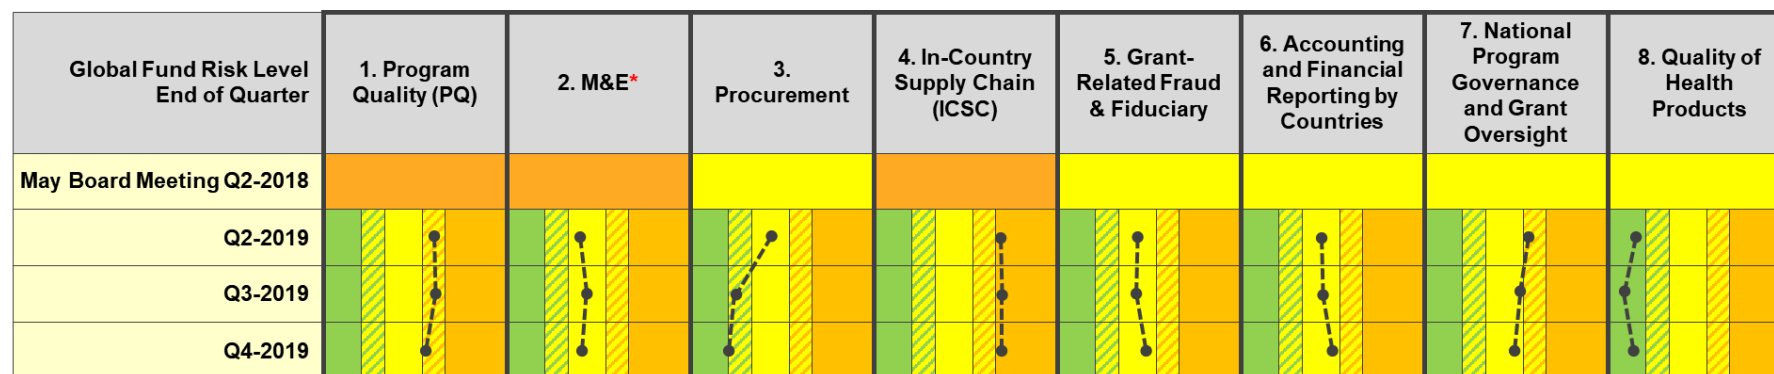 Global Fund Risk Level
End of Quarter
1. Program
Quality (PQ)
2. M&E*
3.
Procurement
4. In-Country
Supply Chain
(ICSC)
5. Grant-
Related Fraud
& Fiduciary
6. Accounting
and Financial
Reporting by
Countries
7. National
Program
Governance
and Grant
Oversight
8. Quality of
Health
Products
May Board Meeting Q2-2018
Q2-2019
Q3-2019
Q4-2019